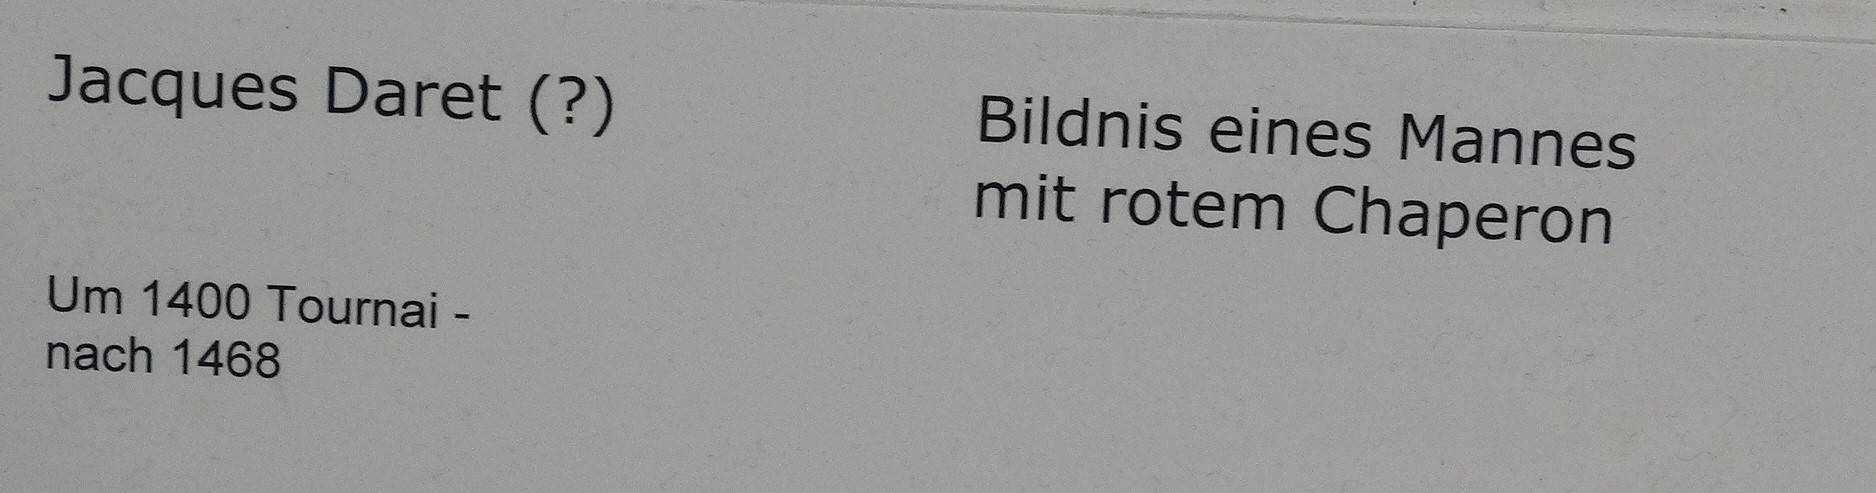 Jacques Daret (?)
Um 1400 Tournai -
nach 1468
Bildnis eines Mannes
mit rotem Chaperon